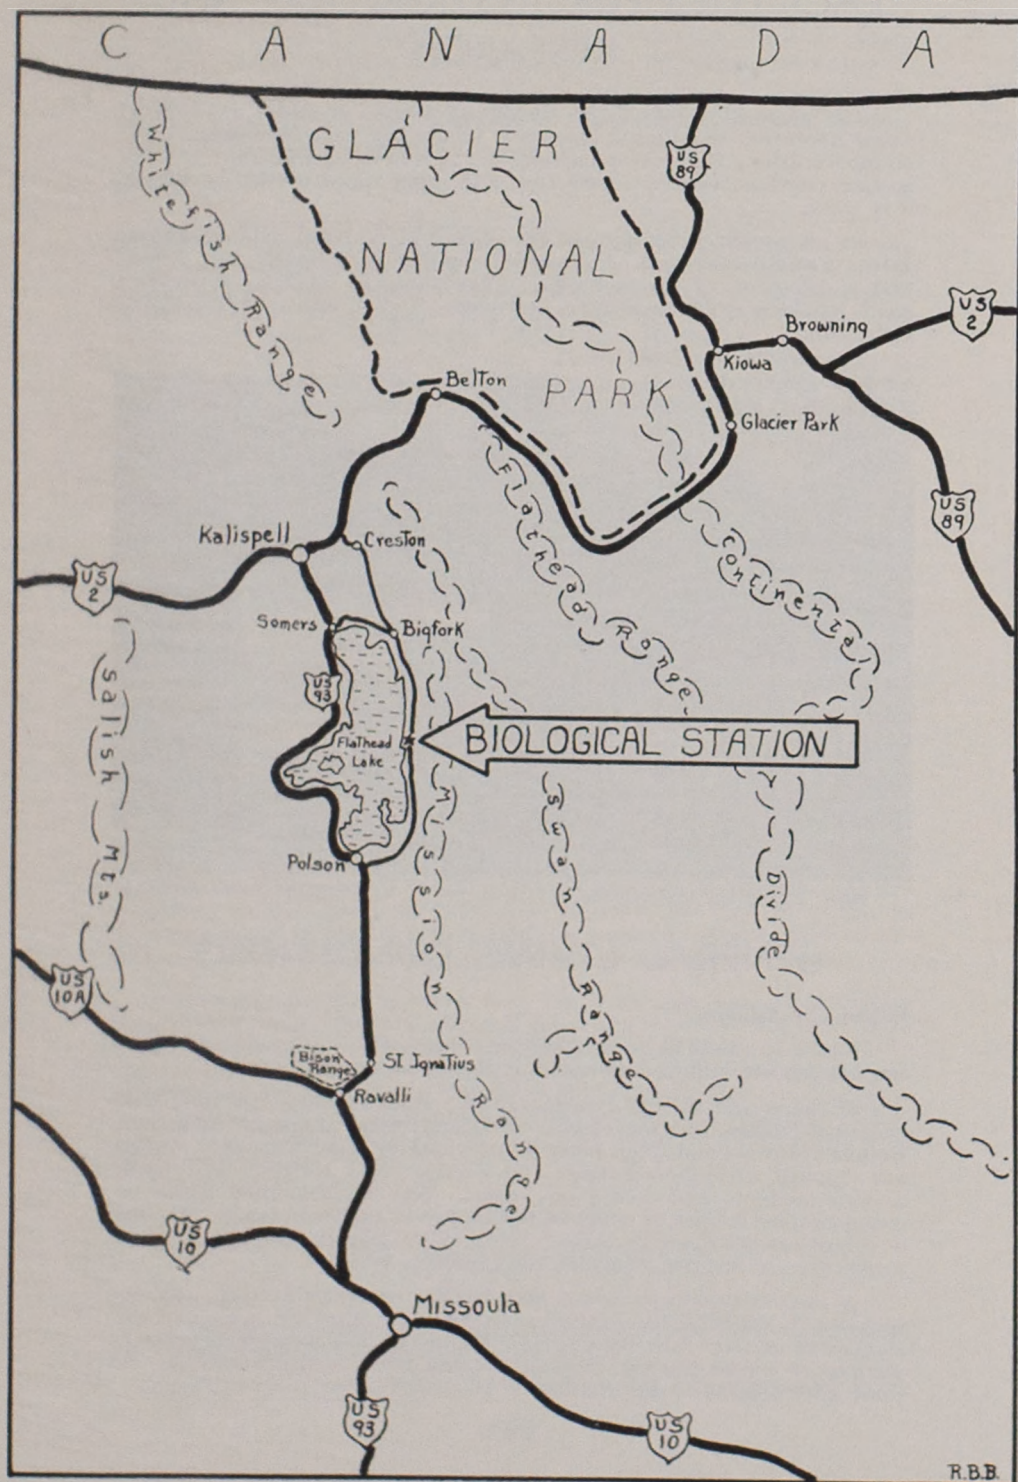 CANADA
GLACIER
NATIONAL
PARK
Whitefish Range
US
89
US
2
Browning
Kiowa
Belton
Glacier Park
US
89
Flathead Range
Continental
Divide
Kalispell
Creston
US
2
Somers
Bigfork
US
93
Salish Mts.
Flathead
Lake
BIOLOGICAL STATION
Polson
Mission Range
Swan Range
US
10A
Bison
Range
St. Ignatius
Ravalli
US
10
Missoula
US
93
US
10
R.B.B.